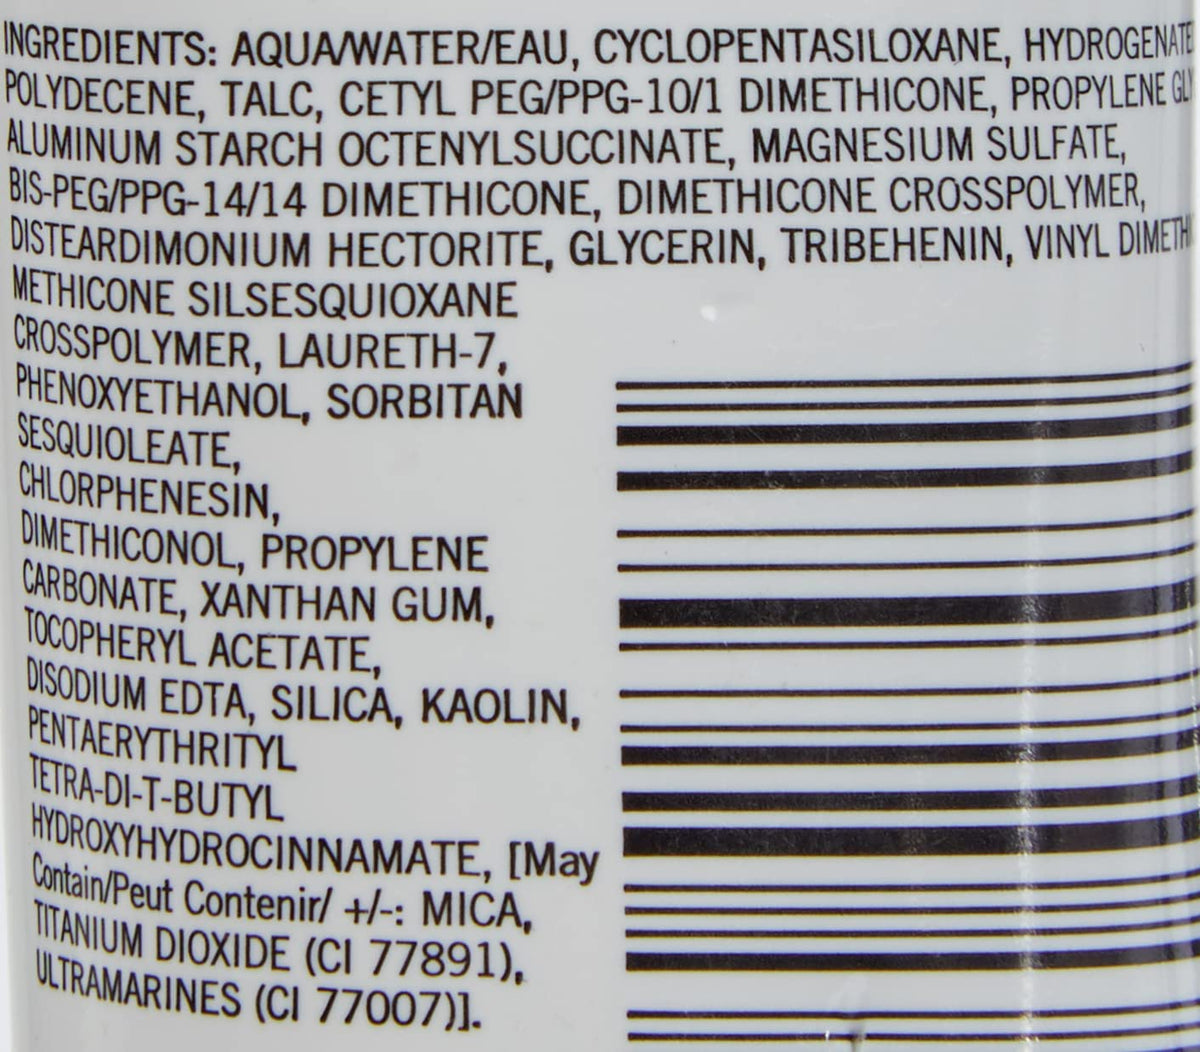 INGREDIENTS: AQUA/WATER/EAU, CYCLOPENTASILOXANE, HYDROGENATE
POLYDECENE, TALC, CETYL PEG/PPG-10/1 DIMETHICONE, PROPYLENE GLY
ALUMINUM STARCH OCTENYLSUCCINATE, MAGNESIUM SULFATE,
BIS-PEG/PPG-14/14 DIMETHICONE, DIMETHICONE CROSSPOLYMER,
DISTEARDIMONIUM HECTORITE, GLYCERIN, TRIBEHENIN, VINYL DIMETHI
METHICONE SILSESQUIOXANE
CROSSPOLYMER, LAURETH-7,
PHENOXYETHANOL, SORBITAN
SESQUIOLEATE,
CHLORPHENESIN,
DIMETHICONOL, PROPYLENE
CARBONATE, XANTHAN GUM,
TOCOPHERYL ACETATE,
DISODIUM EDTA, SILICA, KAOLIN,
PENTAERYTHRITYL
TETRA-DI-T-BUTYL
HYDROXYHYDROCINNAMATE, [May
Contain/Peut Contenir/ +/-: MICA,
TITANIUM DIOXIDE (CI 77891),
ULTRAMARINES (CI 77007)].